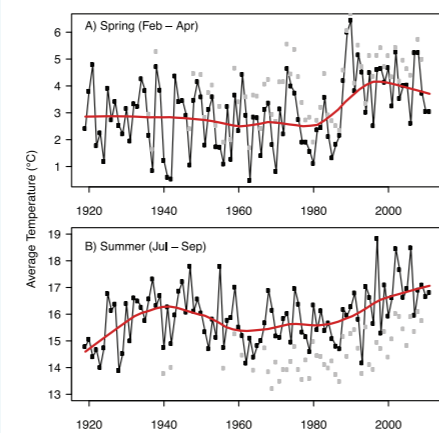 A) Spring (Feb – Apr)
6
5
4
3
2
1
1920 1940 1960 1980 2000
Average Temperature (°C)
B) Summer (Jul – Sep)
19
18
17
16
15
14
13
1920 1940 1960 1980 2000